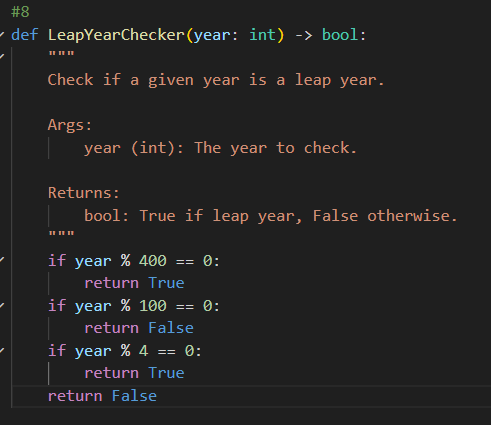 #8
def LeapYearChecker(year: int) -> bool:
    """
    Check if a given year is a leap year.

    Args:
        year (int): The year to check.

    Returns:
        bool: True if leap year, False otherwise.
    """
    if year % 400 == 0:
        return True
    if year % 100 == 0:
        return False
    if year % 4 == 0:
        return True
    return False